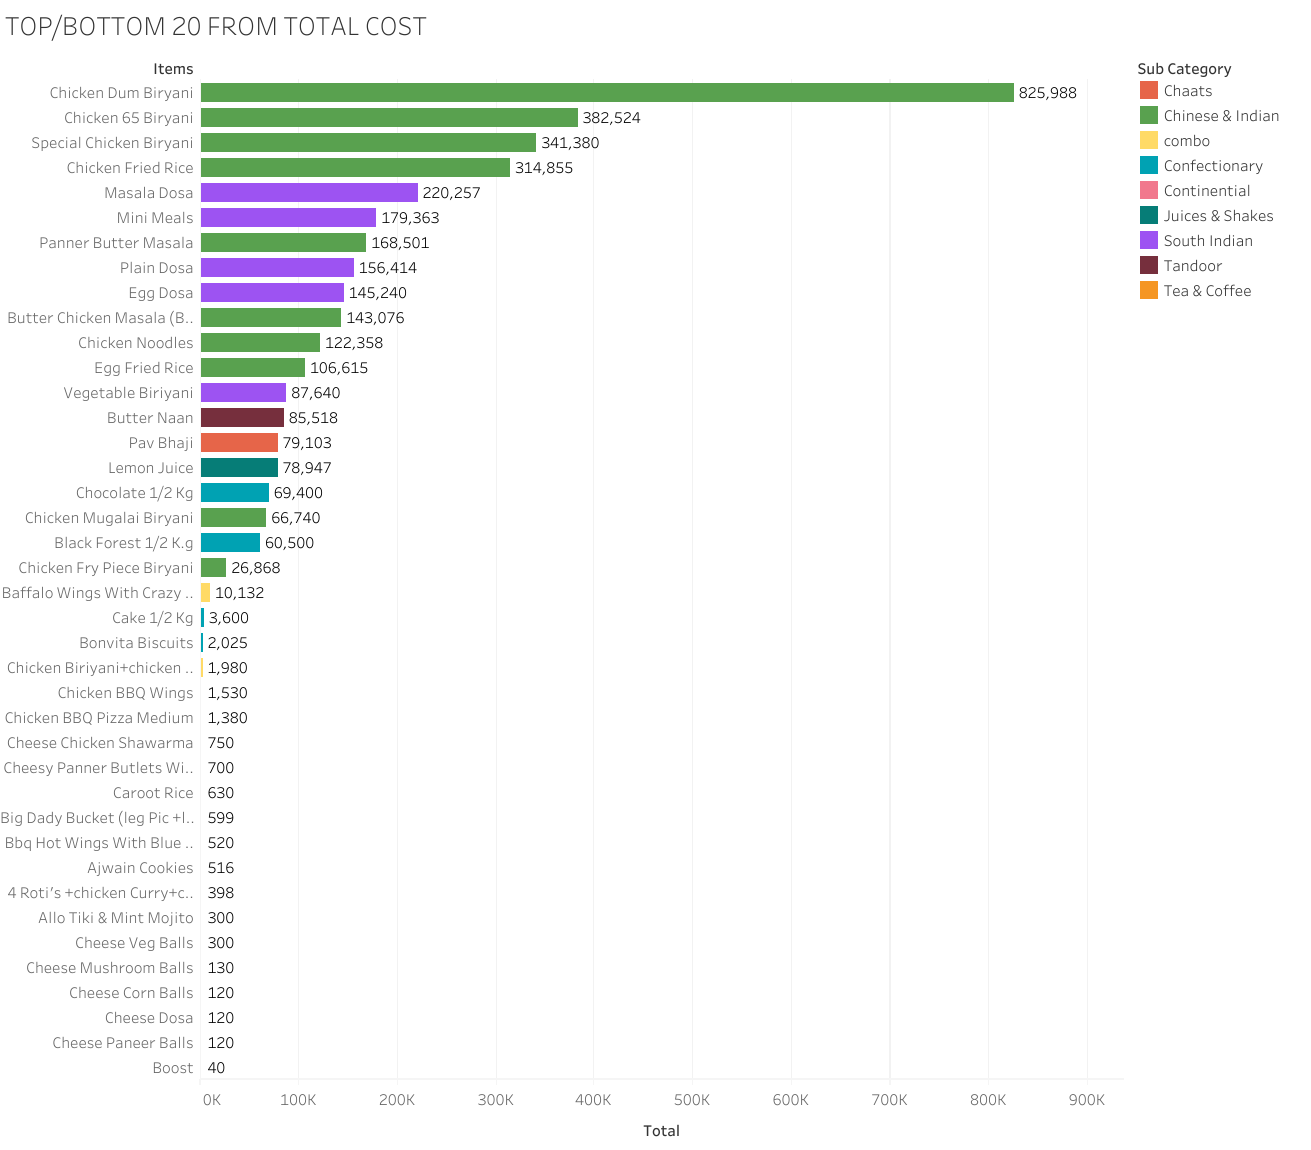 TOP/BOTTOM 20 FROM TOTAL COST
Items
Chicken Dum Biryani 825,988
Chicken 65 Biryani 382,524
Special Chicken Biryani 341,380
Chicken Fried Rice 314,855
Masala Dosa 220,257
Mini Meals 179,363
Panner Butter Masala 168,501
Plain Dosa 156,414
Egg Dosa 145,240
Butter Chicken Masala (B.. 143,076
Chicken Noodles 122,358
Egg Fried Rice 106,615
Vegetable Biriyani 87,640
Butter Naan 85,518
Pav Bhaji 79,103
Lemon Juice 78,947
Chocolate 1/2 Kg 69,400
Chicken Mugalai Biryani 66,740
Black Forest 1/2 K.g 60,500
Chicken Fry Piece Biryani 26,868
Baffalo Wings With Crazy .. 10,132
Cake 1/2 Kg 3,600
Bonvita Biscuits 2,025
Chicken Biriyani+chicken .. 1,980
Chicken BBQ Wings 1,530
Chicken BBQ Pizza Medium 1,380
Cheese Chicken Shawarma 750
Cheesy Panner Butlets Wi.. 700
Caroot Rice 630
Big Dady Bucket (leg Pic +l.. 599
Bbq Hot Wings With Blue .. 520
Ajwain Cookies 516
4 Roti's +chicken Curry+c.. 398
Allo Tiki & Mint Mojito 300
Cheese Veg Balls 300
Cheese Mushroom Balls 130
Cheese Corn Balls 120
Cheese Dosa 120
Cheese Paneer Balls 120
Boost 40
0K 100K 200K 300K 400K 500K 600K 700K 800K 900K
Total
Sub Category
Chaats
Chinese & Indian
combo
Confectionary
Continential
Juices & Shakes
South Indian
Tandoor
Tea & Coffee